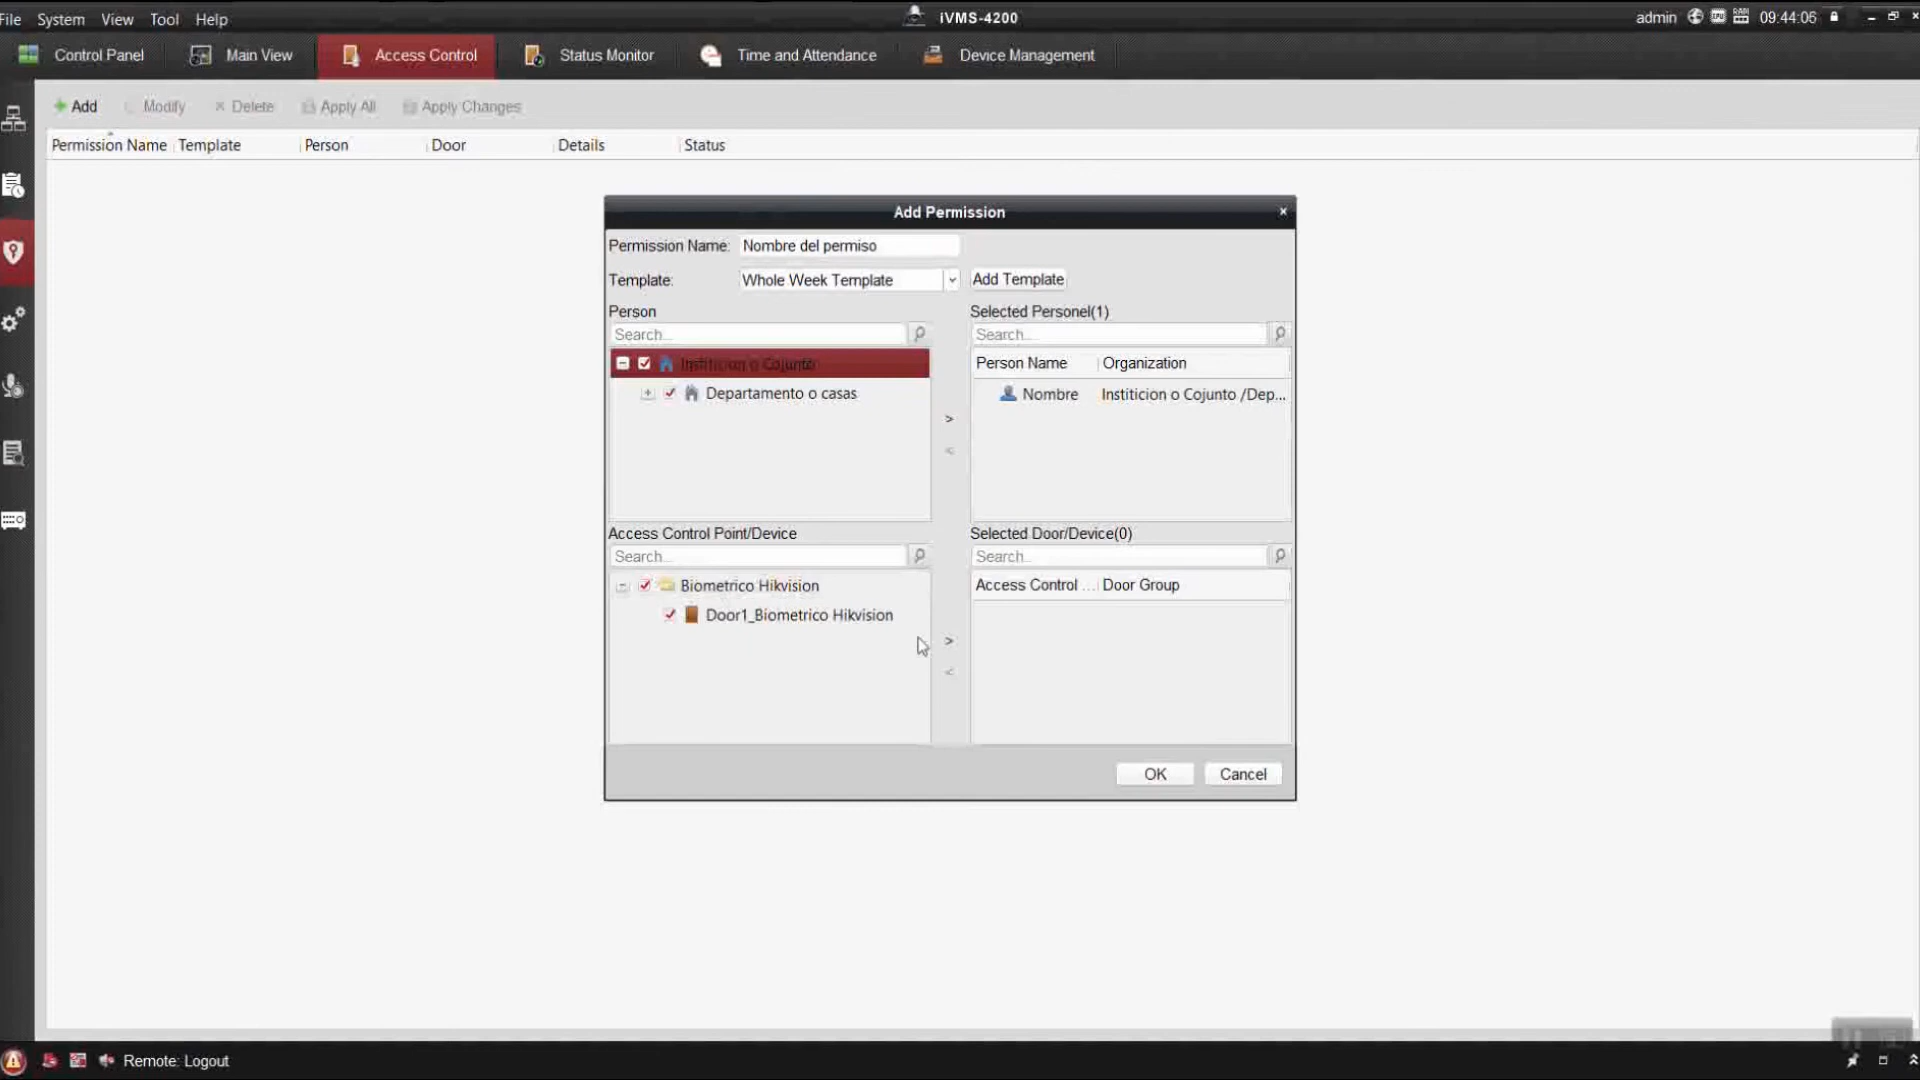 File System View Tool Help
iVMS-4200
admin 09:44:06
Control Panel Main View Access Control Status Monitor Time and Attendance Device Management
Add Modify Delete Apply All Apply Changes
Permission Name Template Person Door Details Status
Add Permission
Permission Name: Nombre del permiso
Template: Whole Week Template Add Template
Person Selected Personel(1)
Search... Search...
Institicion o Cojunto Person Name Organization
Departamento o casas Nombre Institicion o Cojunto /Dep...
>
<
Access Control Point/Device Selected Door/Device(0)
Search... Search...
Biometrico Hikvision Access Control ... Door Group
Door1_Biometrico Hikvision
>
<
OK Cancel
Remote: Logout